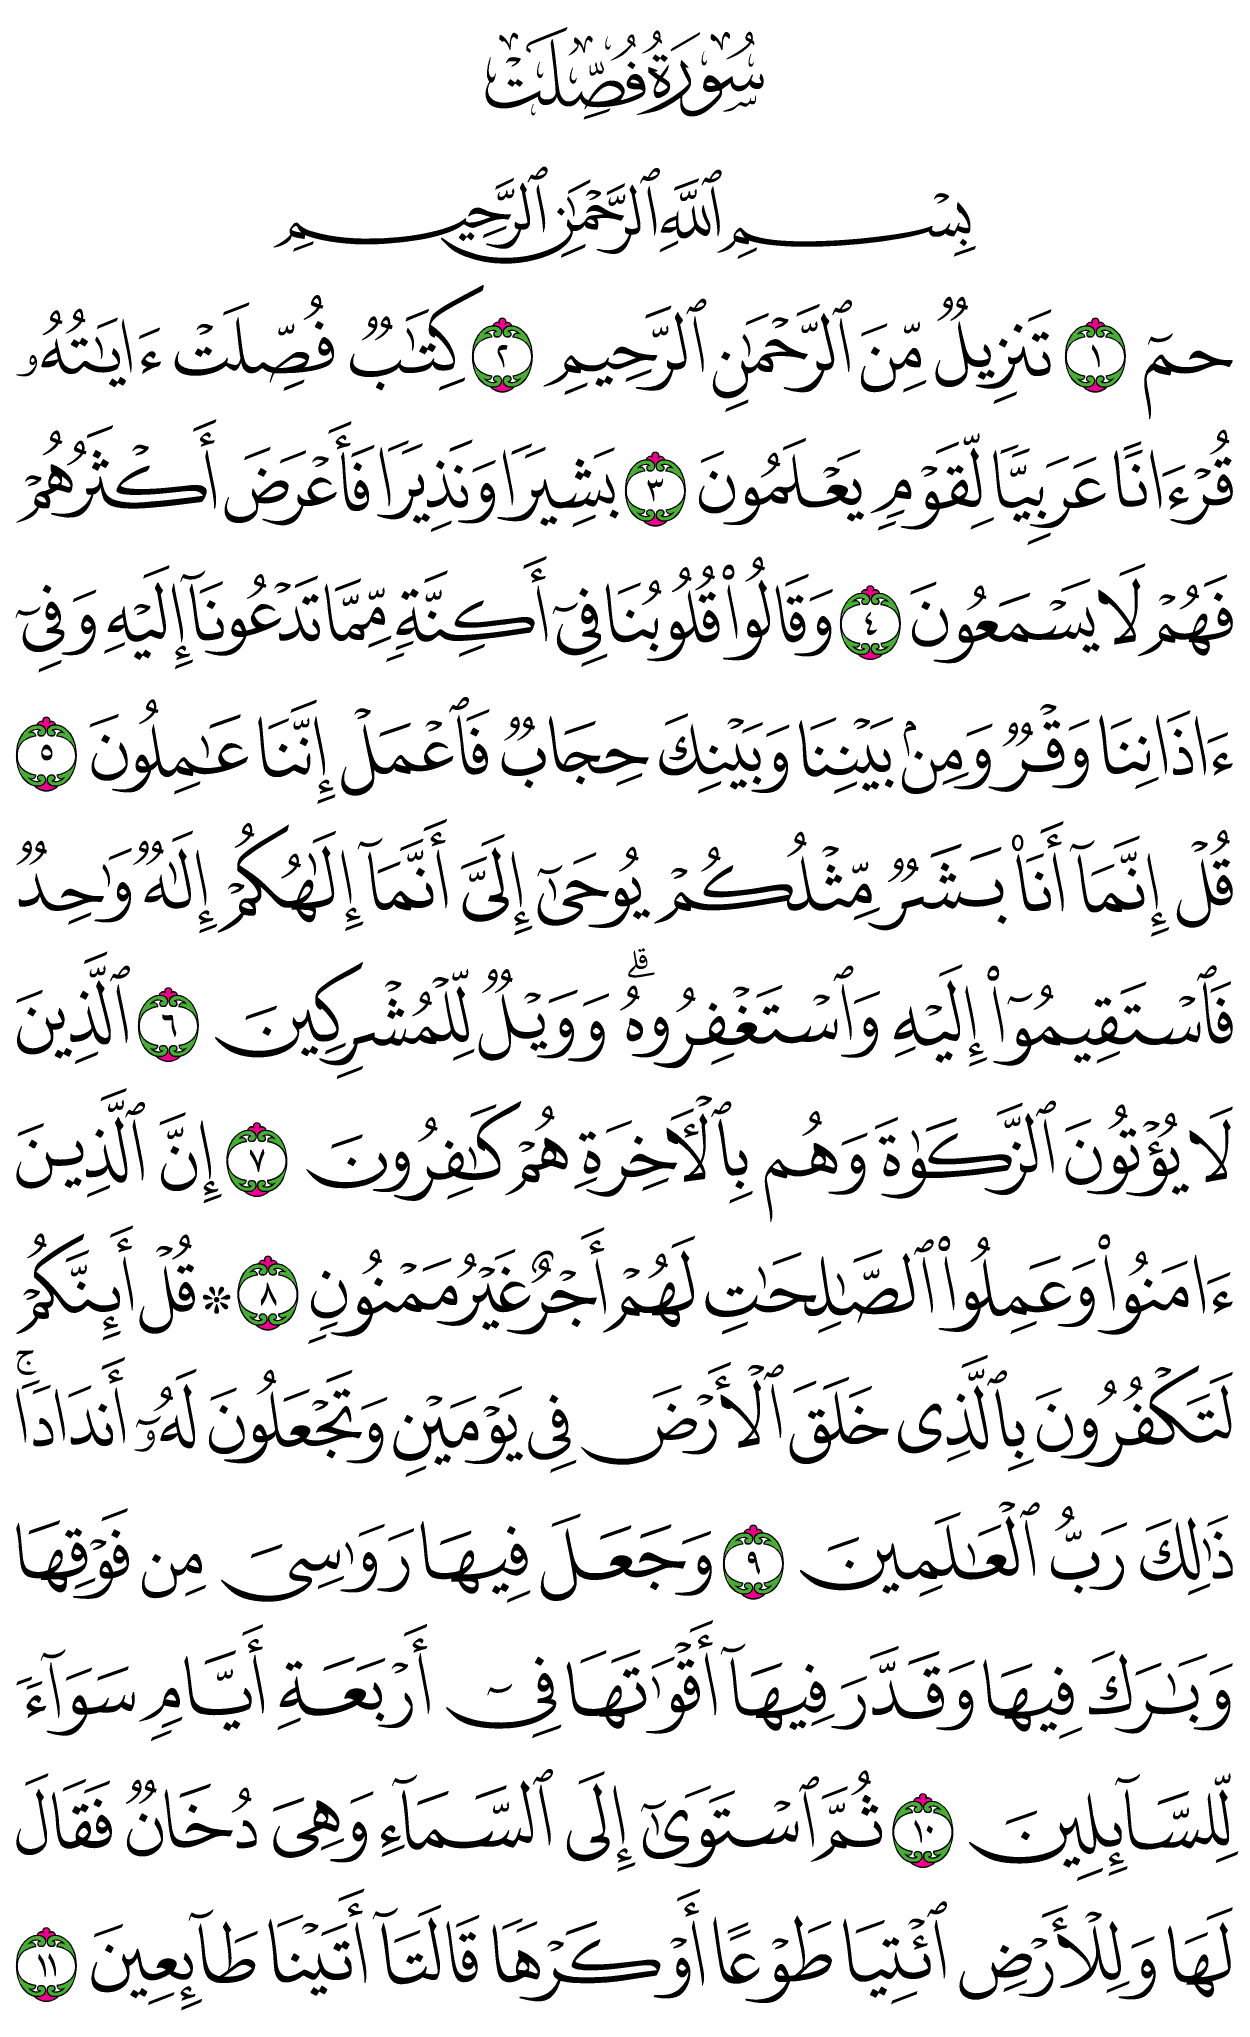 سُورَةُ فُصِّلَتْ
بِسْمِ ٱللَّهِ ٱلرَّحْمَٰنِ ٱلرَّحِيمِ
حمٓ ١ تَنزِيلٌ مِّنَ ٱلرَّحْمَٰنِ ٱلرَّحِيمِ ٢ كِتَٰبٌ فُصِّلَتْ ءَايَٰتُهُۥ
قُرْءَانًا عَرَبِيًّا لِّقَوْمٍ يَعْلَمُونَ ٣ بَشِيرًا وَنَذِيرًا فَأَعْرَضَ أَكْثَرُهُمْ
فَهُمْ لَا يَسْمَعُونَ ٤ وَقَالُوا۟ قُلُوبُنَا فِىٓ أَكِنَّةٍ مِّمَّا تَدْعُونَآ إِلَيْهِ وَفِىٓ
ءَاذَانِنَا وَقْرٌ وَمِنۢ بَيْنِنَا وَبَيْنِكَ حِجَابٌ فَٱعْمَلْ إِنَّنَا عَٰمِلُونَ ٥
قُلْ إِنَّمَآ أَنَا۠ بَشَرٌ مِّثْلُكُمْ يُوحَىٰٓ إِلَىَّ أَنَّمَآ إِلَٰهُكُمْ إِلَٰهٌ وَٰحِدٌ
فَٱسْتَقِيمُوٓا۟ إِلَيْهِ وَٱسْتَغْفِرُوهُ ۗ وَوَيْلٌ لِّلْمُشْرِكِينَ ٦ ٱلَّذِينَ
لَا يُؤْتُونَ ٱلزَّكَوٰةَ وَهُم بِٱلْأَخِرَةِ هُمْ كَٰفِرُونَ ٧ إِنَّ ٱلَّذِينَ
ءَامَنُوا۟ وَعَمِلُوا۟ ٱلصَّٰلِحَٰتِ لَهُمْ أَجْرٌ غَيْرُ مَمْنُونٍ ٨ ۞ قُلْ أَئِنَّكُمْ
لَتَكْفُرُونَ بِٱلَّذِى خَلَقَ ٱلْأَرْضَ فِى يَوْمَيْنِ وَتَجْعَلُونَ لَهُۥٓ أَندَادًا ۚ
ذَٰلِكَ رَبُّ ٱلْعَٰلَمِينَ ٩ وَجَعَلَ فِيهَا رَوَٰسِىَ مِن فَوْقِهَا
وَبَٰرَكَ فِيهَا وَقَدَّرَ فِيهَآ أَقْوَٰتَهَا فِىٓ أَرْبَعَةِ أَيَّامٍ سَوَآءً
لِّلسَّآئِلِينَ ١٠ ثُمَّ ٱسْتَوَىٰٓ إِلَى ٱلسَّمَآءِ وَهِىَ دُخَانٌ فَقَالَ
لَهَا وَلِلْأَرْضِ ٱئْتِيَا طَوْعًا أَوْ كَرْهًا قَالَتَآ أَتَيْنَا طَآئِعِينَ ١١